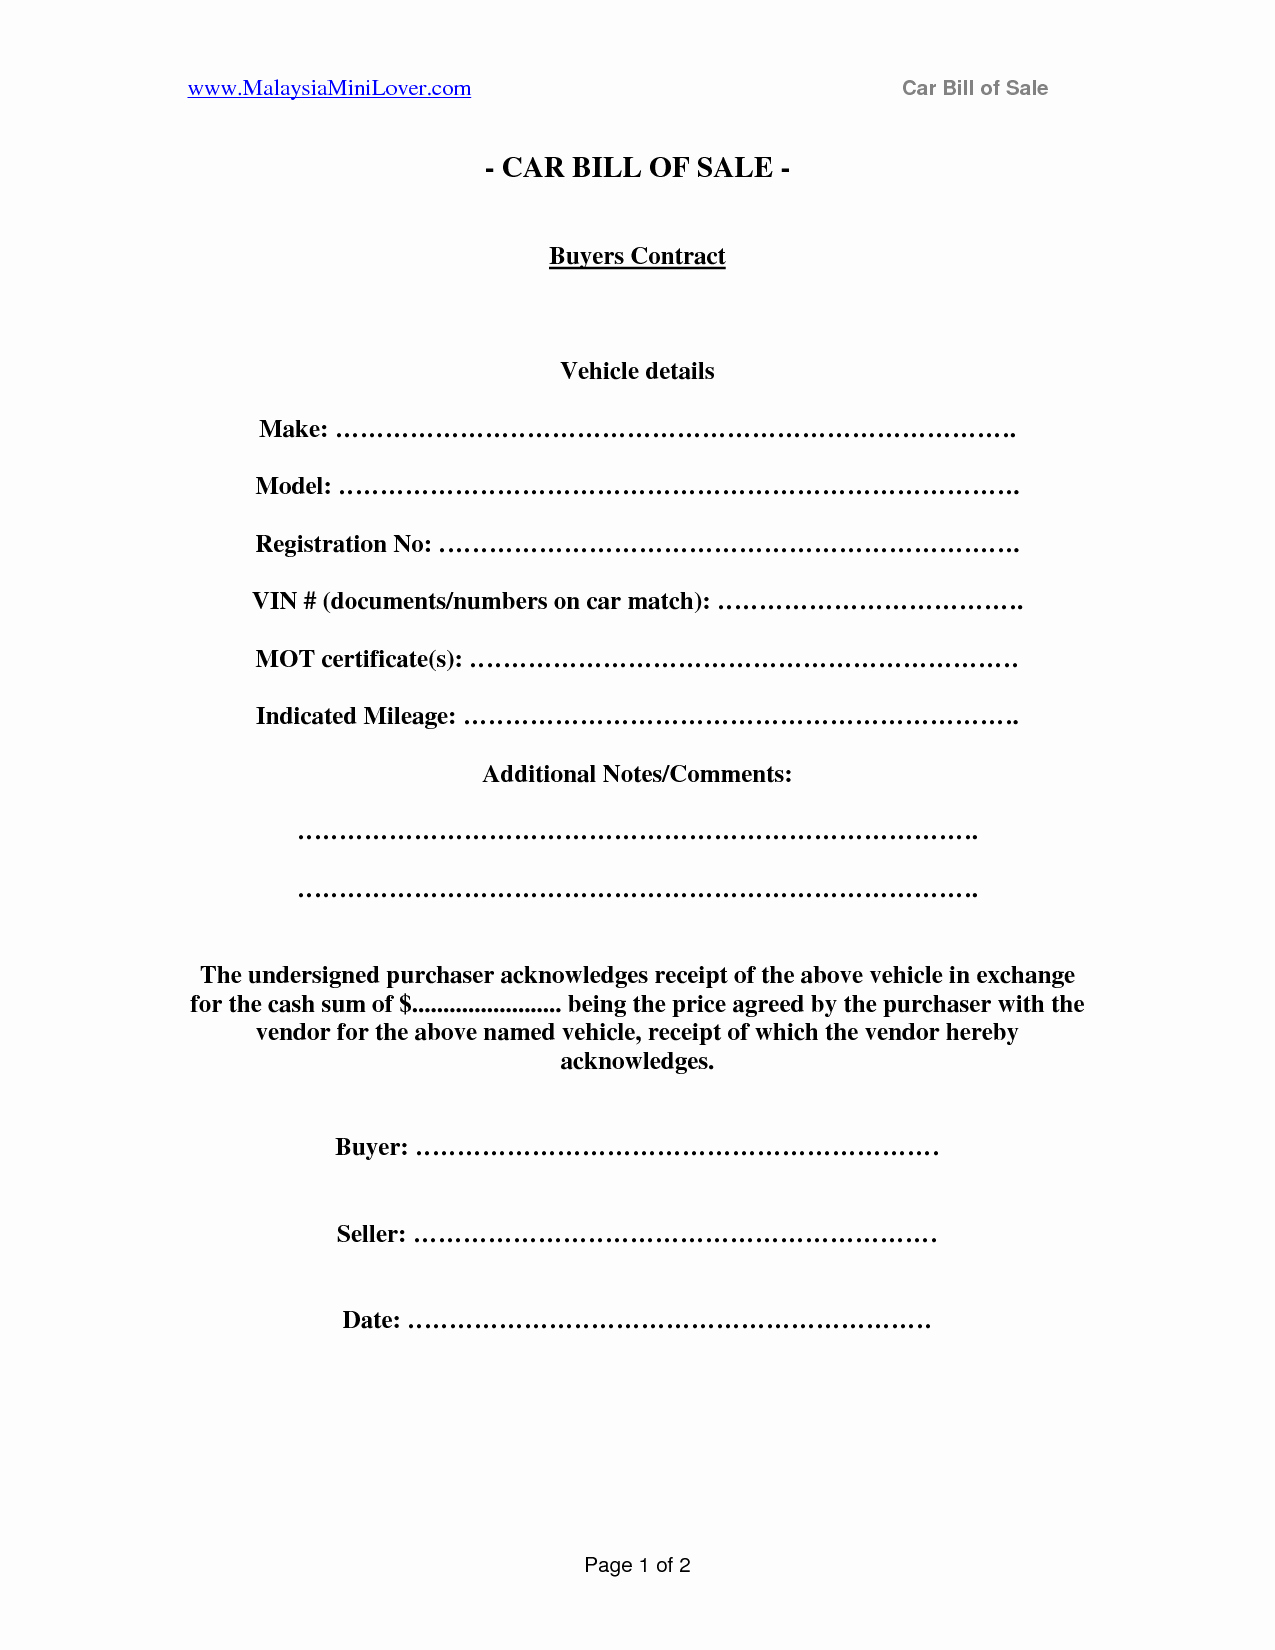 www.MalaysiaMiniLover.com Car Bill of Sale
- CAR BILL OF SALE -
Buyers Contract
Vehicle details
Make: ……………………………………………………………………….
Model: ……………………………………………………………………….
Registration No: …………………………………………………………….
VIN # (documents/numbers on car match): ……………………………….
MOT certificate(s): ………………………………………………………….
Indicated Mileage: ………………………………………………………….
Additional Notes/Comments:
……………………………………………………………………….
……………………………………………………………………….
The undersigned purchaser acknowledges receipt of the above vehicle in exchange
for the cash sum of $........................ being the price agreed by the purchaser with the
vendor for the above named vehicle, receipt of which the vendor hereby
acknowledges.
Buyer: ……………………………………………………….
Seller: ……………………………………………………….
Date: ……………………………………………………….
Page 1 of 2